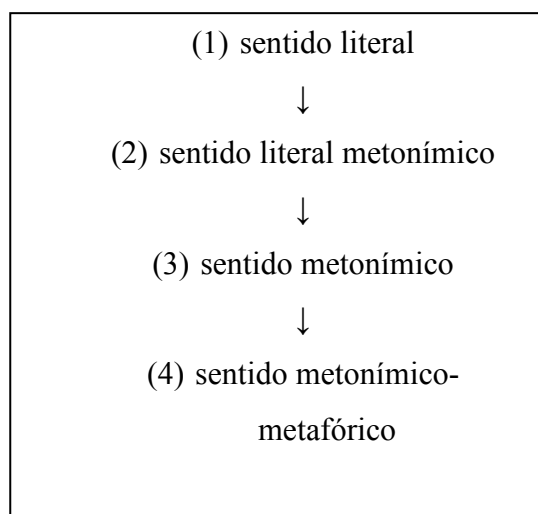 (1) sentido literal
↓
(2) sentido literal metonímico
↓
(3) sentido metonímico
↓
(4) sentido metonímico-
metafórico